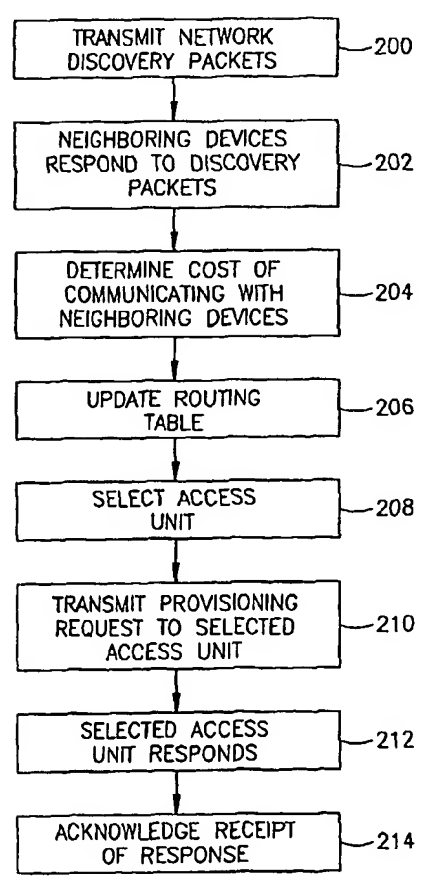 TRANSMIT NETWORK
DISCOVERY PACKETS
200
NEIGHBORING DEVICES
RESPOND TO DISCOVERY
PACKETS
202
DETERMINE COST OF
COMMUNICATING WITH
NEIGHBORING DEVICES
204
UPDATE ROUTING
TABLE
206
SELECT ACCESS
UNIT
208
TRANSMIT PROVISIONING
REQUEST TO SELECTED
ACCESS UNIT
210
SELECTED ACCESS
UNIT RESPONDS
212
ACKNOWLEDGE RECEIPT
OF RESPONSE
214